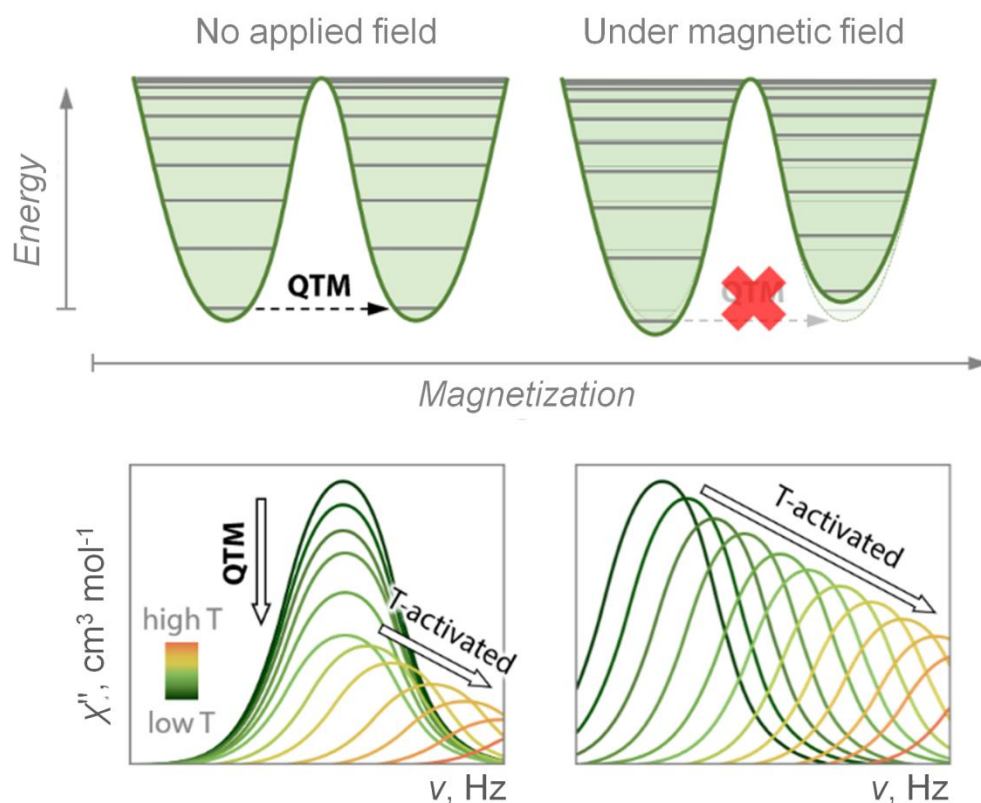 No applied field
Under magnetic field
Energy
QTM
QTM
Magnetization
χ'', cm³ mol⁻¹
QTM
T-activated
high T
low T
ν, Hz
T-activated
ν, Hz